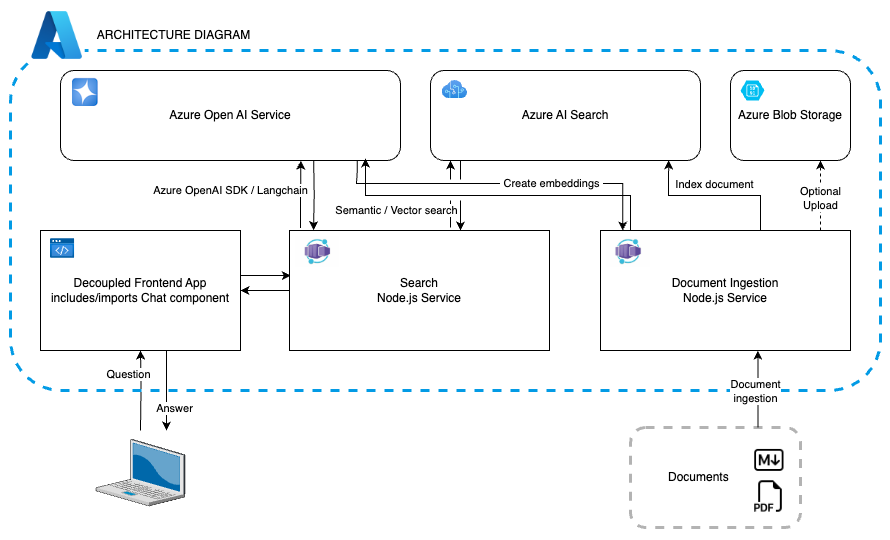 ARCHITECTURE DIAGRAM
Azure Open AI Service
Azure AI Search
Azure Blob Storage
Azure OpenAI SDK / Langchain
Create embeddings
Index document
Optional
Upload
Semantic / Vector search
Decoupled Frontend App
includes/imports Chat component
Search
Node.js Service
Document Ingestion
Node.js Service
Question
Answer
Document
ingestion
Documents
M
PDF